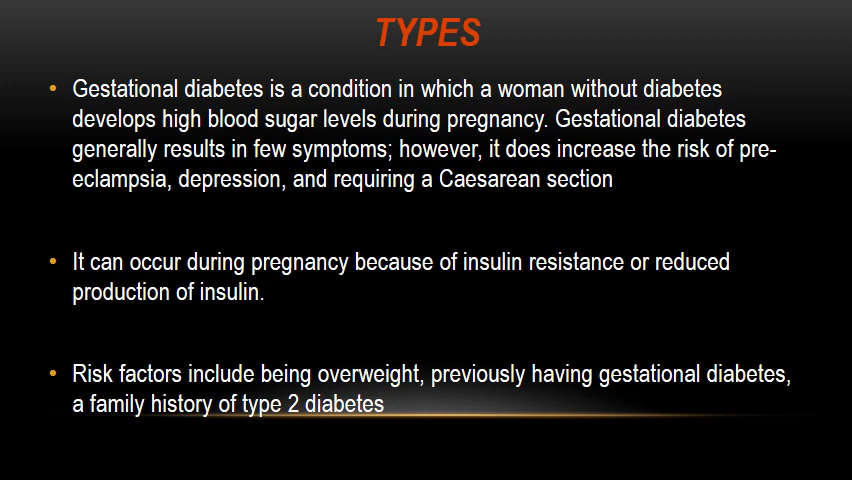 TYPES
• Gestational diabetes is a condition in which a woman without diabetes
develops high blood sugar levels during pregnancy. Gestational diabetes
generally results in few symptoms; however, it does increase the risk of pre-
eclampsia, depression, and requiring a Caesarean section
• It can occur during pregnancy because of insulin resistance or reduced
production of insulin.
• Risk factors include being overweight, previously having gestational diabetes,
a family history of type 2 diabetes